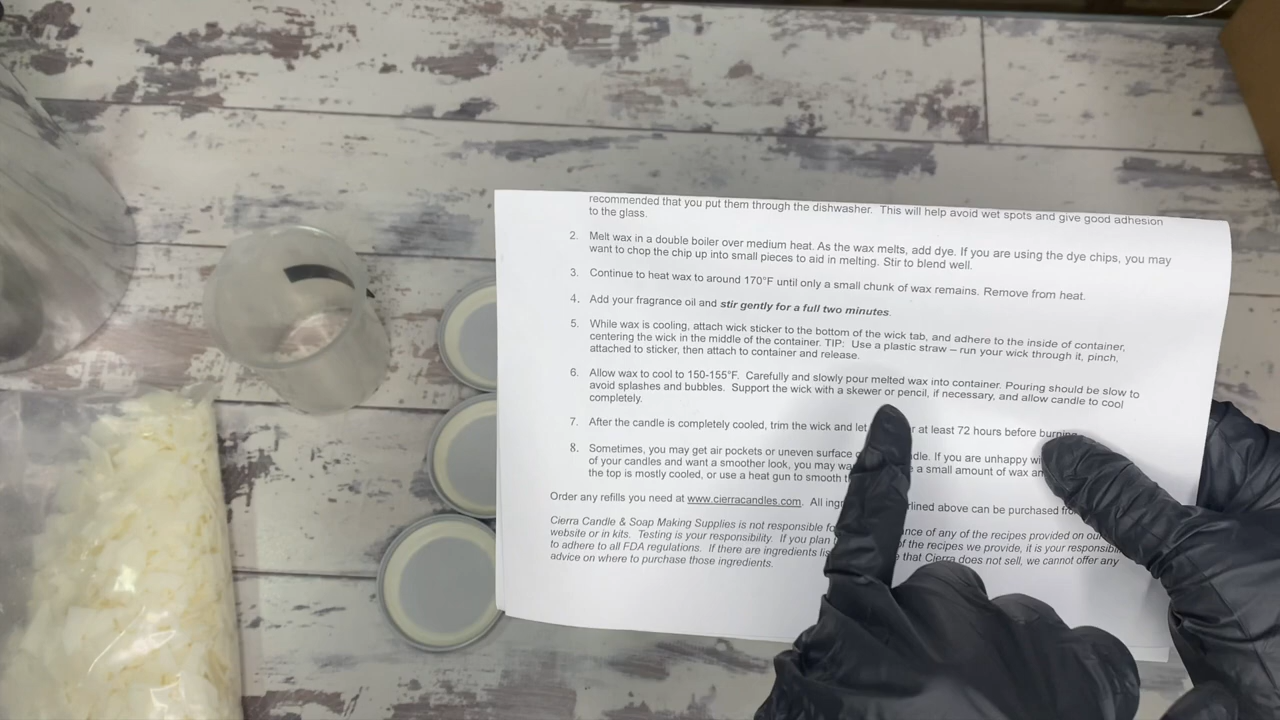 recommended that you put them through the dishwasher. This will help avoid wet spots and give good adhesion
to the glass.
2. Melt wax in a double boiler over medium heat. As the wax melts, add dye. If you are using the dye chips, you may
want to chop the chip up into small pieces to aid in melting. Stir to blend well.
3. Continue to heat wax to around 170°F until only a small chunk of wax remains. Remove from heat.
4. Add your fragrance oil and stir gently for a full two minutes.
5. While wax is cooling, attach wick sticker to the bottom of the wick tab, and adhere to the inside of container,
centering the wick in the middle of the container. TIP: Use a plastic straw – run your wick through it, pinch,
attached to sticker, then attach to container and release.
6. Allow wax to cool to 150-155°F. Carefully and slowly pour melted wax into container. Pouring should be slow to
avoid splashes and bubbles. Support the wick with a skewer or pencil, if necessary, and allow candle to cool
completely.
7. After the candle is completely cooled, trim the wick and let at least 72 hours before burning
8. Sometimes, you may get air pockets or uneven surface If you are unhappy
of your candles and want a smoother look, you may a small amount of wax
the top is mostly cooled, or use a heat gun to smooth
Order any refills you need at www.cierracandles.com. All above can be purchased
Cierra Candle & Soap Making Supplies is not responsible of any of the recipes provided on our
website or in kits. Testing is your responsibility. If you plan of the recipes we provide, it is your
to adhere to all FDA regulations. If there are ingredients that Cierra does not sell, we cannot offer any
advice on where to purchase those ingredients.